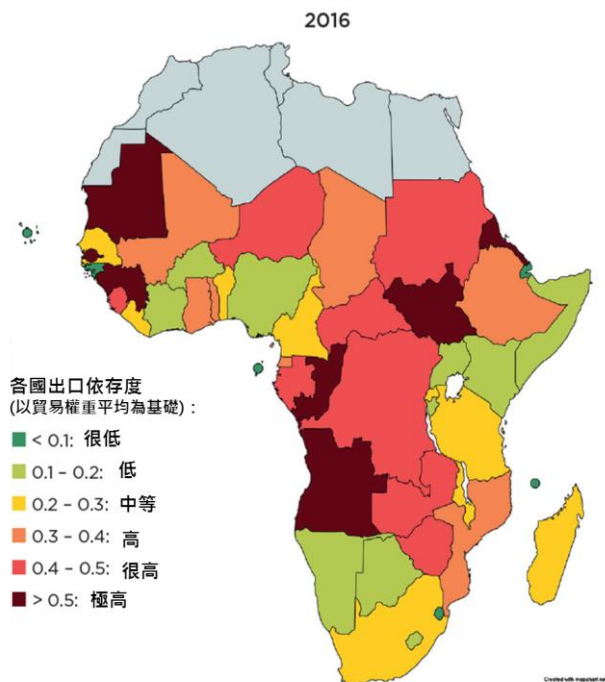 2016
各國出口依存度
(以貿易權重平均為基礎)：
< 0.1: 很低
0.1 – 0.2: 低
0.2 – 0.3: 中等
0.3 – 0.4: 高
0.4 – 0.5: 很高
> 0.5: 極高
Created with mapchart.net